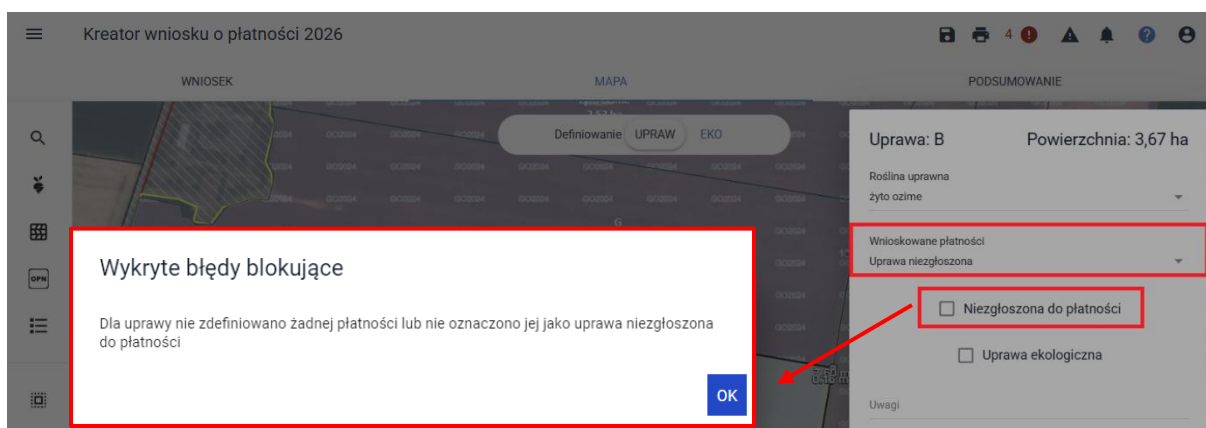 Kreator wniosku o płatności 2026
4
WNIOSEK
MAPA
PODSUMOWANIE
Definiowanie UPRAW EKO
OPN
G
Uprawa: B Powierzchnia: 3,67 ha
Roślina uprawna
żyto ozime
Wnioskowane płatności
Uprawa niezgłoszona
Niezgłoszona do płatności
Uprawa ekologiczna
Uwagi
Wykryte błędy blokujące
Dla uprawy nie zdefiniowano żadnej płatności lub nie oznaczono jej jako uprawa niezgłoszona
do płatności
OK